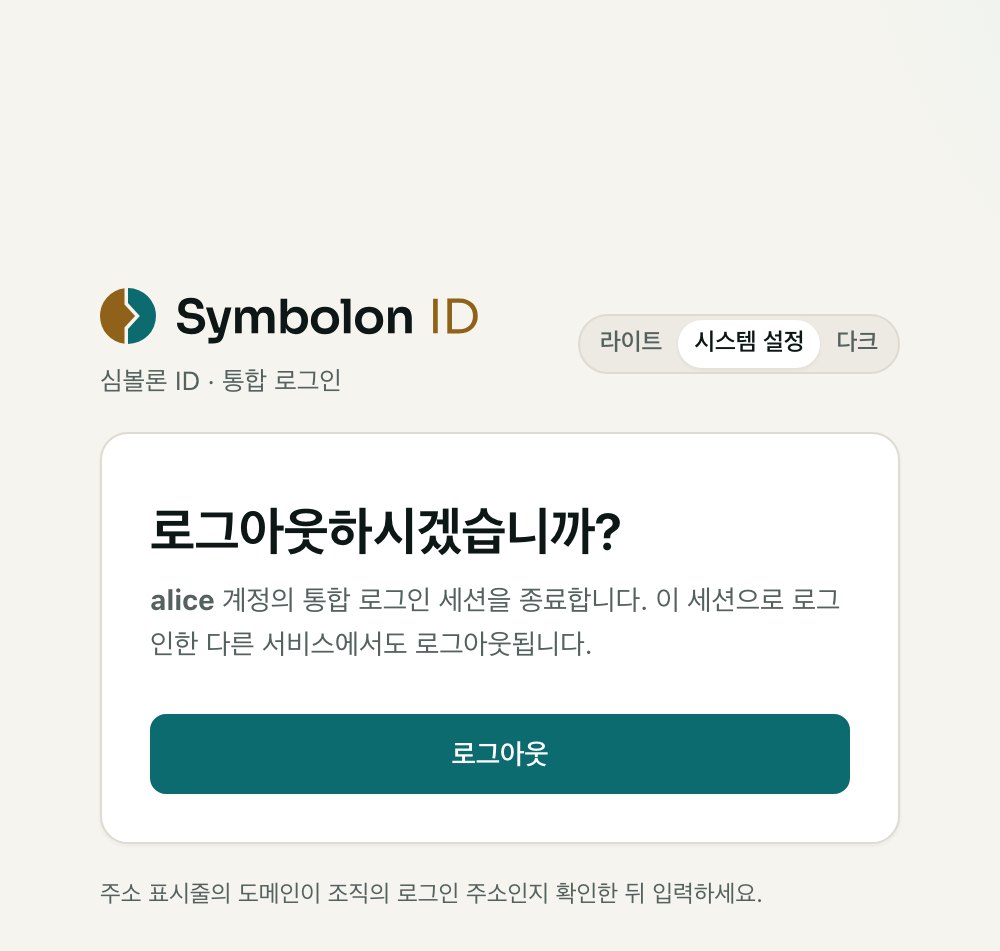 Symbolon ID
심볼론 ID · 통합 로그인
라이트 시스템 설정 다크
로그아웃하시겠습니까?
alice 계정의 통합 로그인 세션을 종료합니다. 이 세션으로 로그
인한 다른 서비스에서도 로그아웃됩니다.
로그아웃
주소 표시줄의 도메인이 조직의 로그인 주소인지 확인한 뒤 입력하세요.